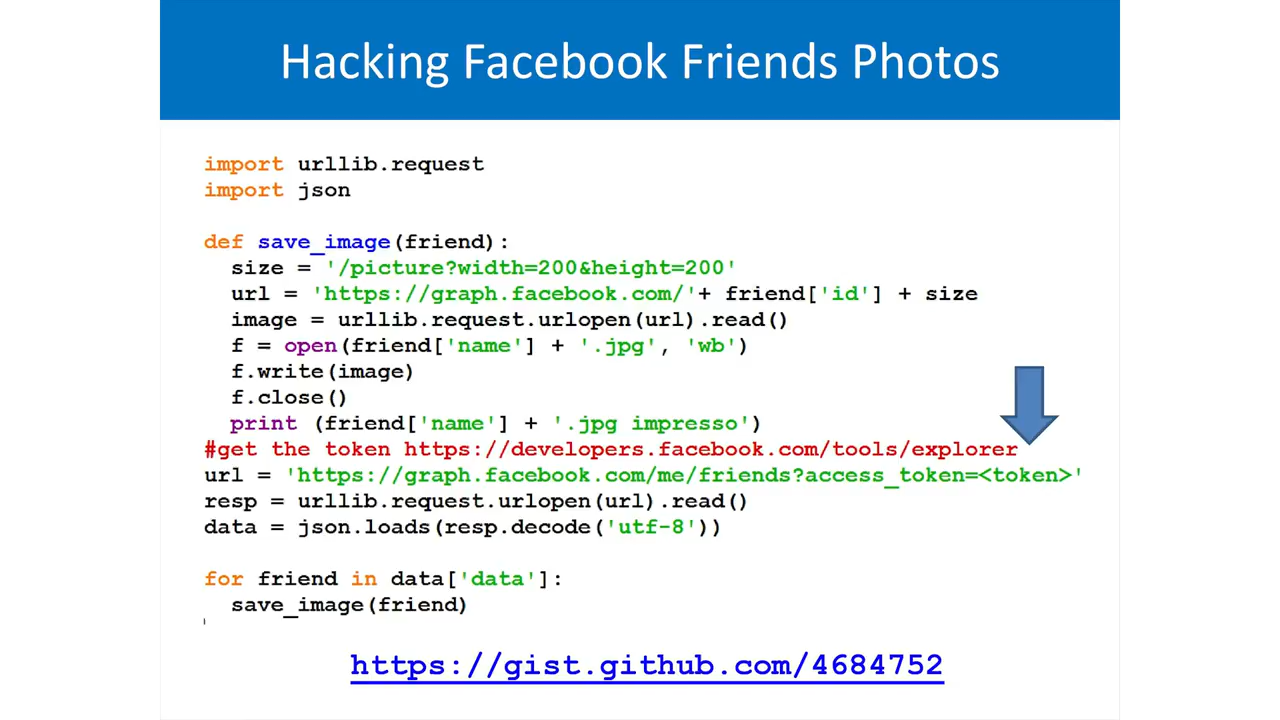 Hacking Facebook Friends Photos
import urllib.request
import json
def save_image(friend):
  size = '/picture?width=200&height=200'
  url = 'https://graph.facebook.com/'+ friend['id'] + size
  image = urllib.request.urlopen(url).read()
  f = open(friend['name'] + '.jpg', 'wb')
  f.write(image)
  f.close()
  print (friend['name'] + '.jpg impresso')
#get the token https://developers.facebook.com/tools/explorer
url = 'https://graph.facebook.com/me/friends?access_token=<token>'
resp = urllib.request.urlopen(url).read()
data = json.loads(resp.decode('utf-8'))
for friend in data['data']:
  save_image(friend)
https://gist.github.com/4684752